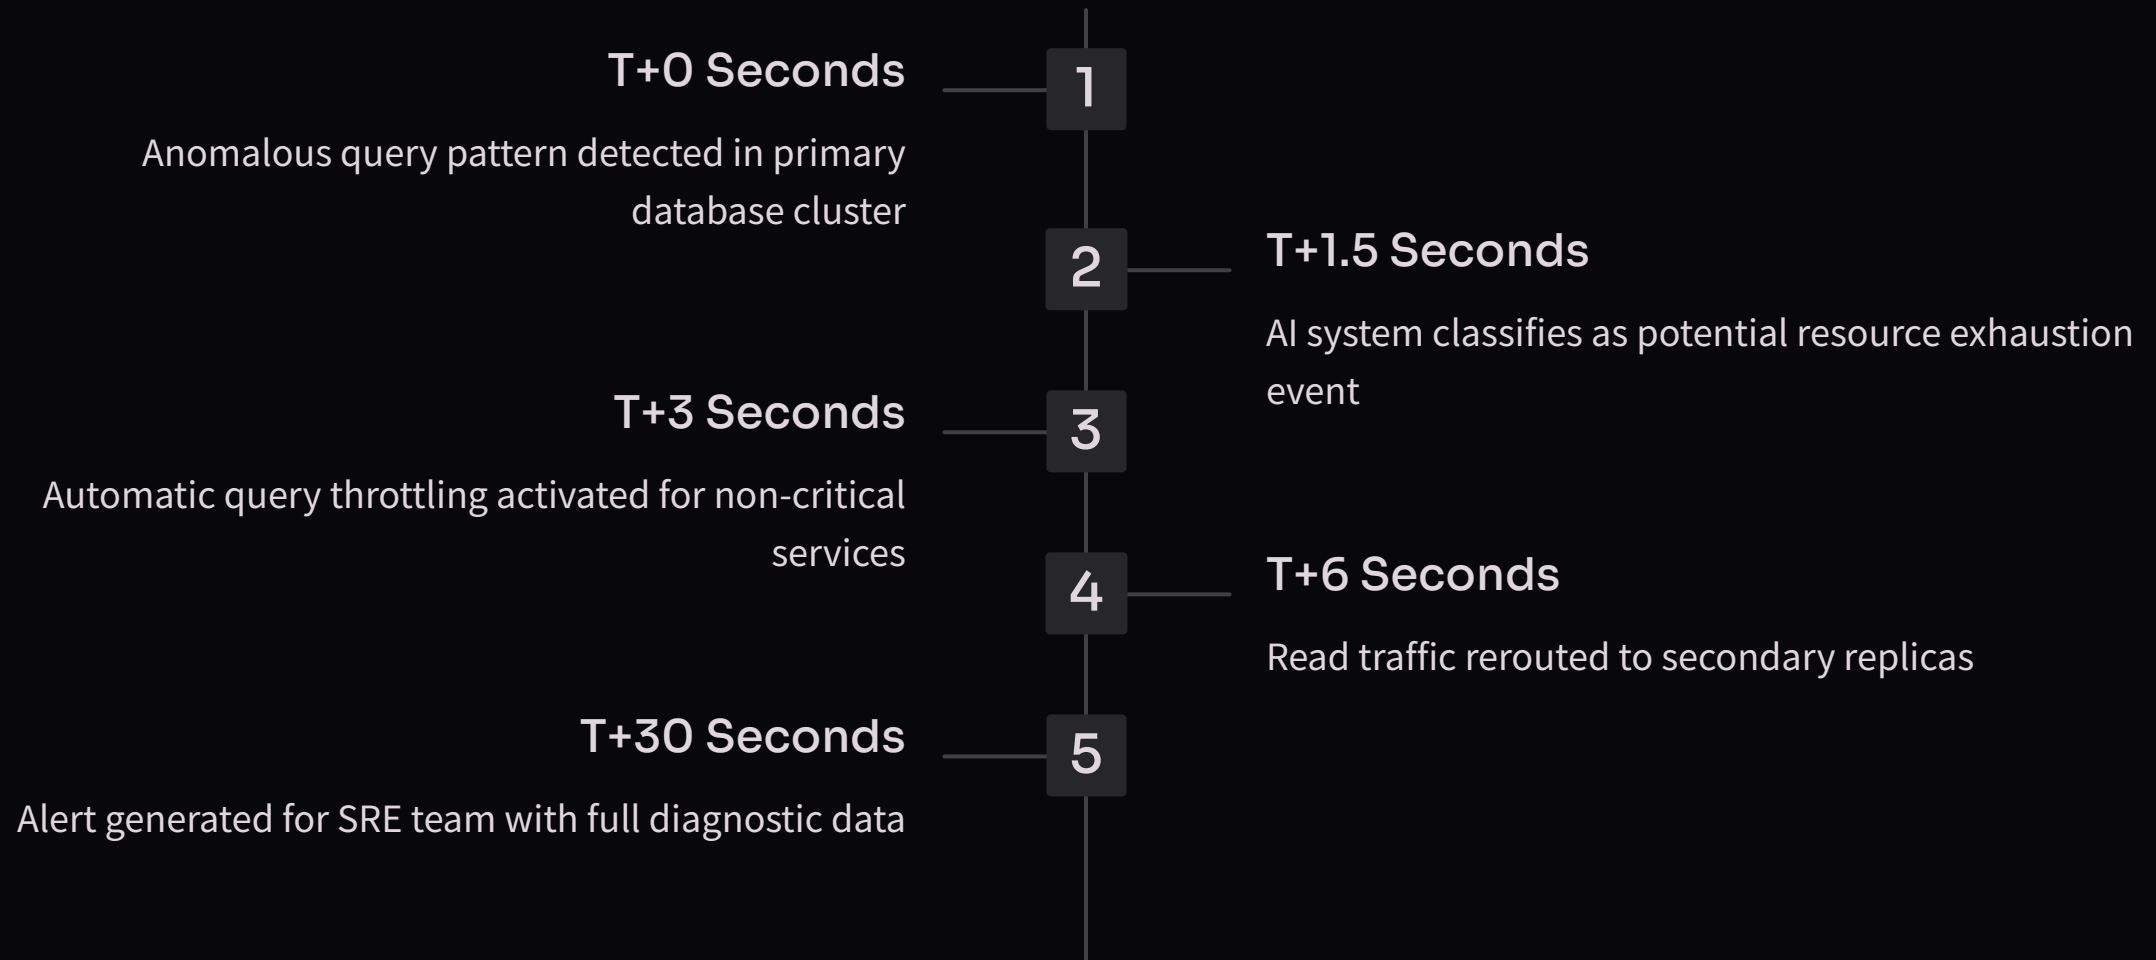 T+0 Seconds
1
Anomalous query pattern detected in primary
database cluster
2
T+1.5 Seconds
AI system classifies as potential resource exhaustion
event
T+3 Seconds
3
Automatic query throttling activated for non-critical
services
4
T+6 Seconds
Read traffic rerouted to secondary replicas
T+30 Seconds
5
Alert generated for SRE team with full diagnostic data